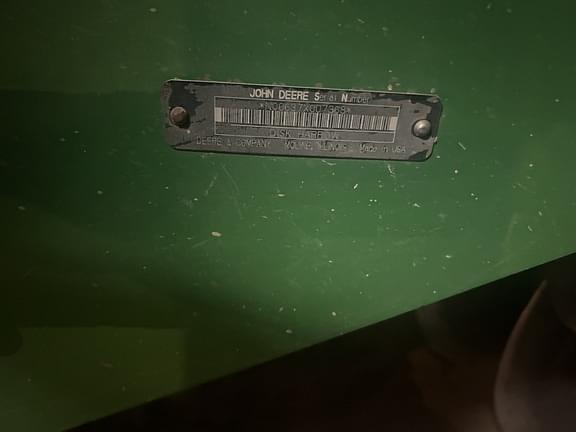 JOHN DEERE Serial Number
DISK HARROW
DEERE & COMPANY MOLINE, ILLINOIS Made in USA